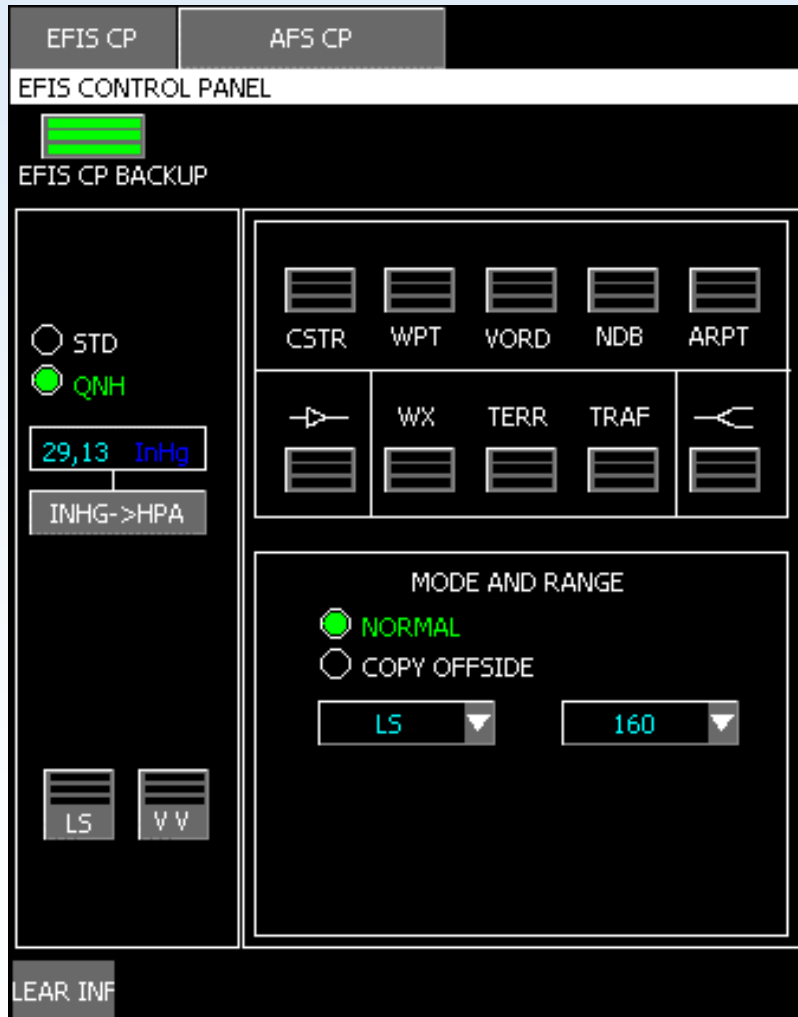 EFIS CP AFS CP
EFIS CONTROL PANEL
EFIS CP BACKUP
CSTR WPT VORD NDB ARPT
STD
QNH
WX TERR TRAF
29,13 InHg
INHG->HPA
MODE AND RANGE
NORMAL
COPY OFFSIDE
LS 160
LS V V
LEAR INF